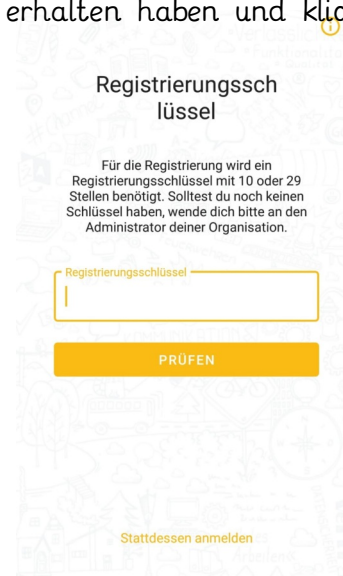 erhalten haben und klic
Registrierungssch
lüssel
Für die Registrierung wird ein
Registrierungsschlüssel mit 10 oder 29
Stellen benötigt. Solltest du noch keinen
Schlüssel haben, wende dich bitte an den
Administrator deiner Organisation.
Registrierungsschlüssel
PRÜFEN
Stattdessen anmelden